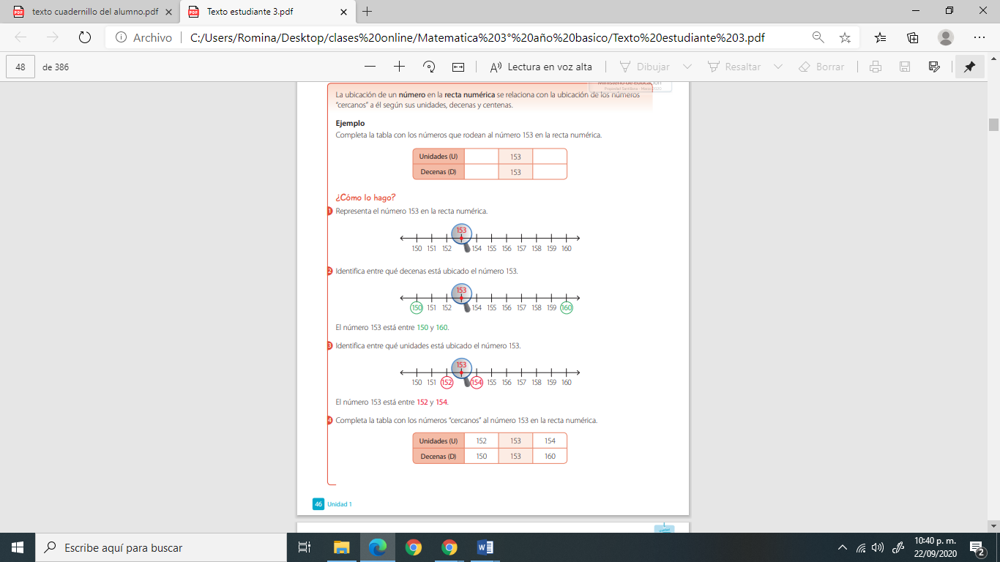 texto cuadernillo del alumno.pdf
Texto estudiante 3.pdf
Archivo
C:/Users/Romina/Desktop/clases%20online/Matematica%203°%20año%20basico/Texto%20estudiante%203.pdf
48 de 386
Lectura en voz alta
Dibujar
Resaltar
Borrar
Ministerio de Educación
Propiedad Santillana - Marzo 2020
La ubicación de un número en la recta numérica se relaciona con la ubicación de los números
"cercanos" a él según sus unidades, decenas y centenas.
Ejemplo
Completa la tabla con los números que rodean al número 153 en la recta numérica.
Unidades (U) 153
Decenas (D) 153
¿Cómo lo hago?
1 Representa el número 153 en la recta numérica.
153
150 151 152 154 155 156 157 158 159 160
2 Identifica entre qué decenas está ubicado el número 153.
153
150 151 152 154 155 156 157 158 159 160
El número 153 está entre 150 y 160.
3 Identifica entre qué unidades está ubicado el número 153.
153
150 151 152 154 155 156 157 158 159 160
El número 153 está entre 152 y 154.
4 Completa la tabla con los números "cercanos" al número 153 en la recta numérica.
Unidades (U) 152 153 154
Decenas (D) 150 153 160
46 Unidad 1
Escribe aquí para buscar
10:40 p. m.
22/09/2020
2